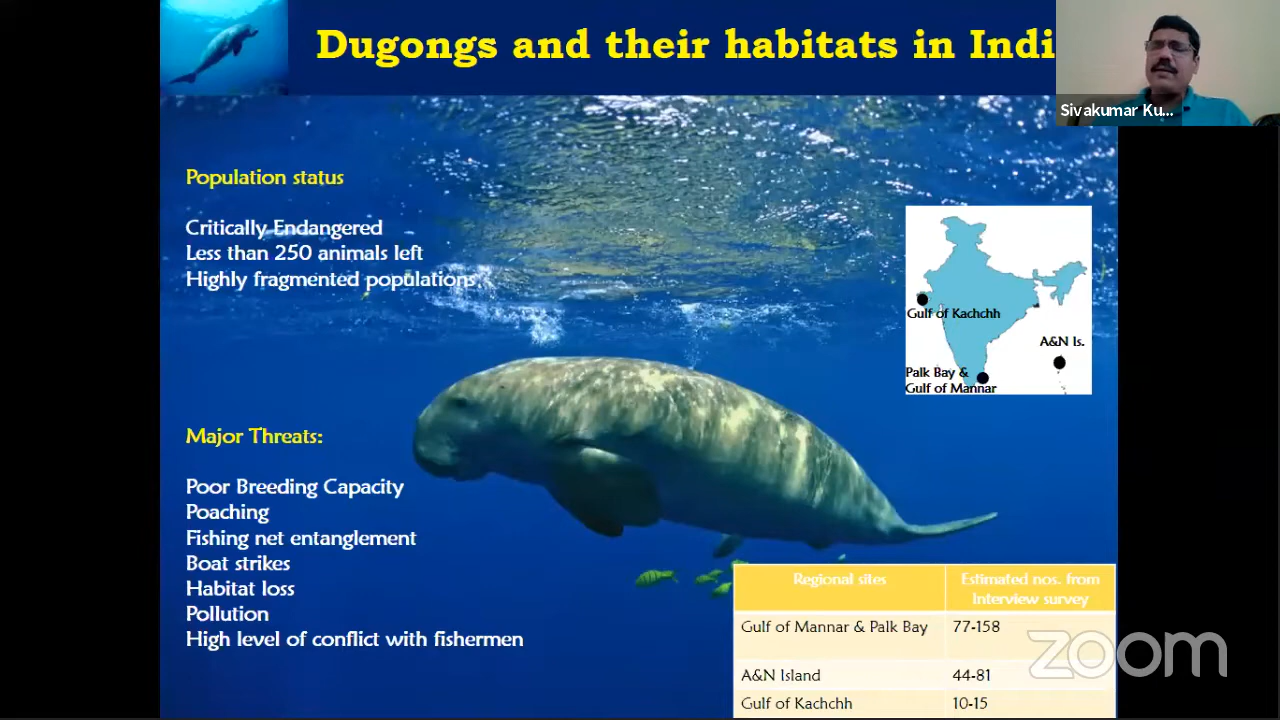 Dugongs and their habitats in Indi
Sivakumar Ku...
Population status
Critically Endangered
Less than 250 animals left
Highly fragmented populations
Gulf of Kachchh
A&N Is.
Palk Bay &
Gulf of Mannar
Major Threats:
Poor Breeding Capacity
Poaching
Fishing net entanglement
Boat strikes
Habitat loss
Pollution
High level of conflict with fishermen
Regional sites
Estimated nos. from
Interview survey
Gulf of Mannar & Palk Bay 77-158
A&N Island 44-81
Gulf of Kachchh 10-15
zoom